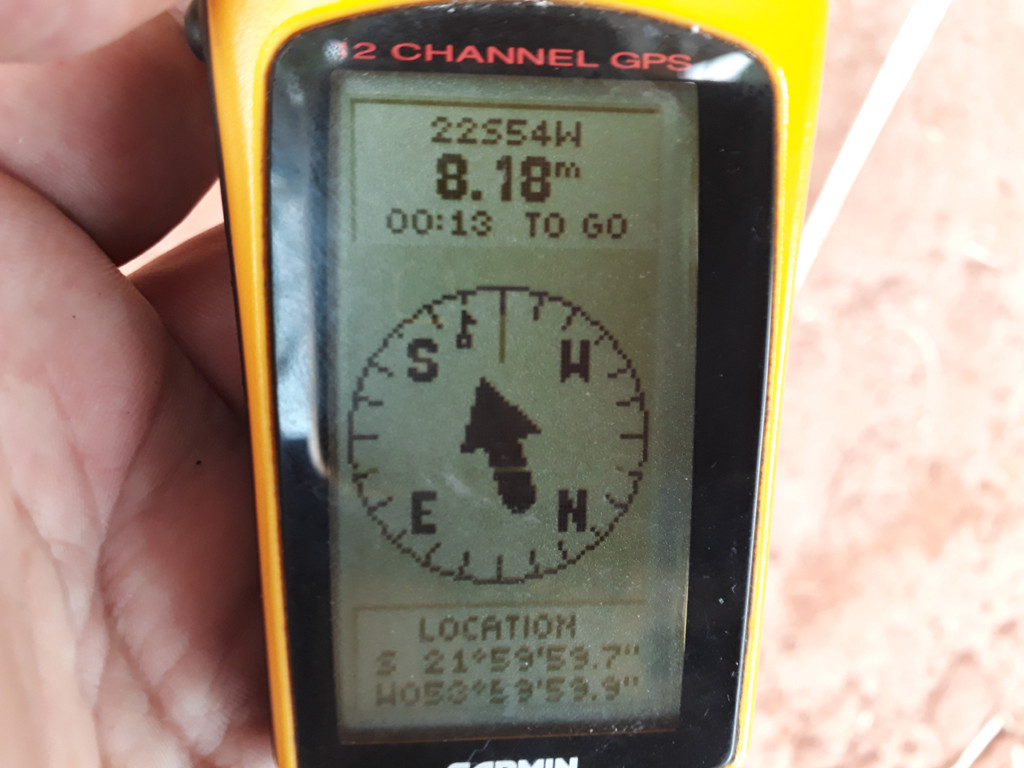 12 CHANNEL GPS
22S54W
8.18m
00:13 TO GO
S W
E N
LOCATION
S 21°59'59.7"
W053°59'59.9"
GARMIN